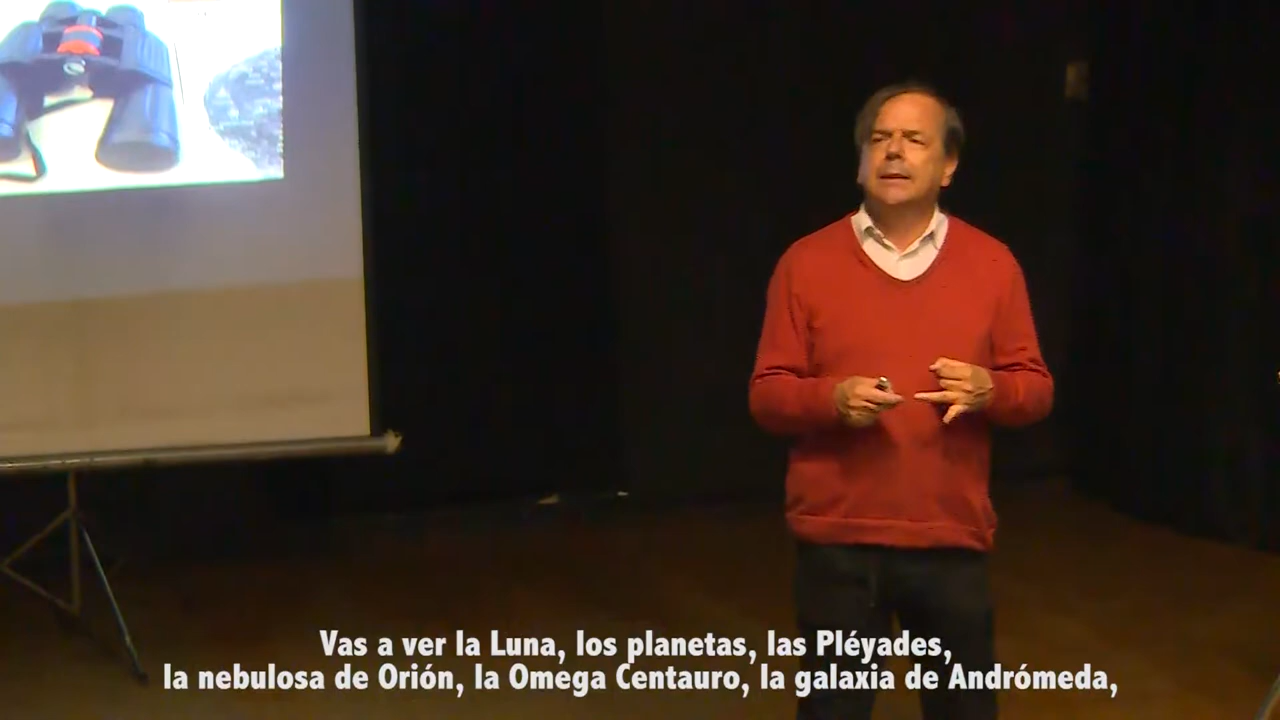 Vas a ver la Luna, los planetas, las Pléyades,
la nebulosa de Orión, la Omega Centauro, la galaxia de Andrómeda,